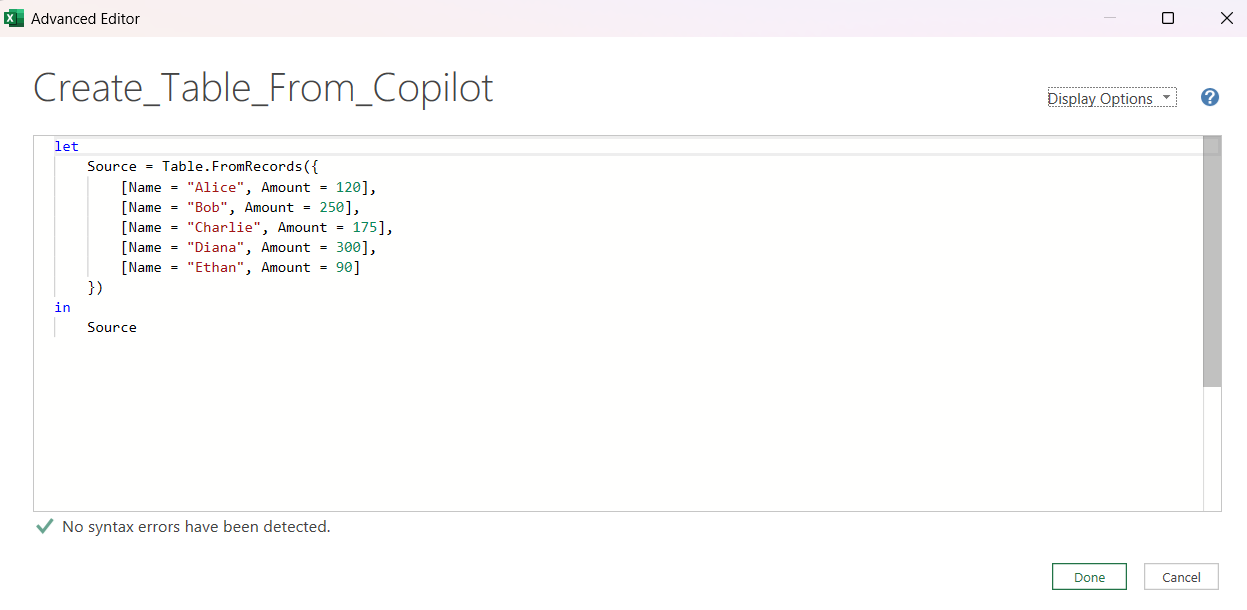 Advanced Editor
Create_Table_From_Copilot
Display Options
?
let
    Source = Table.FromRecords({
        [Name = "Alice", Amount = 120],
        [Name = "Bob", Amount = 250],
        [Name = "Charlie", Amount = 175],
        [Name = "Diana", Amount = 300],
        [Name = "Ethan", Amount = 90]
    })
in
    Source
No syntax errors have been detected.
Done
Cancel